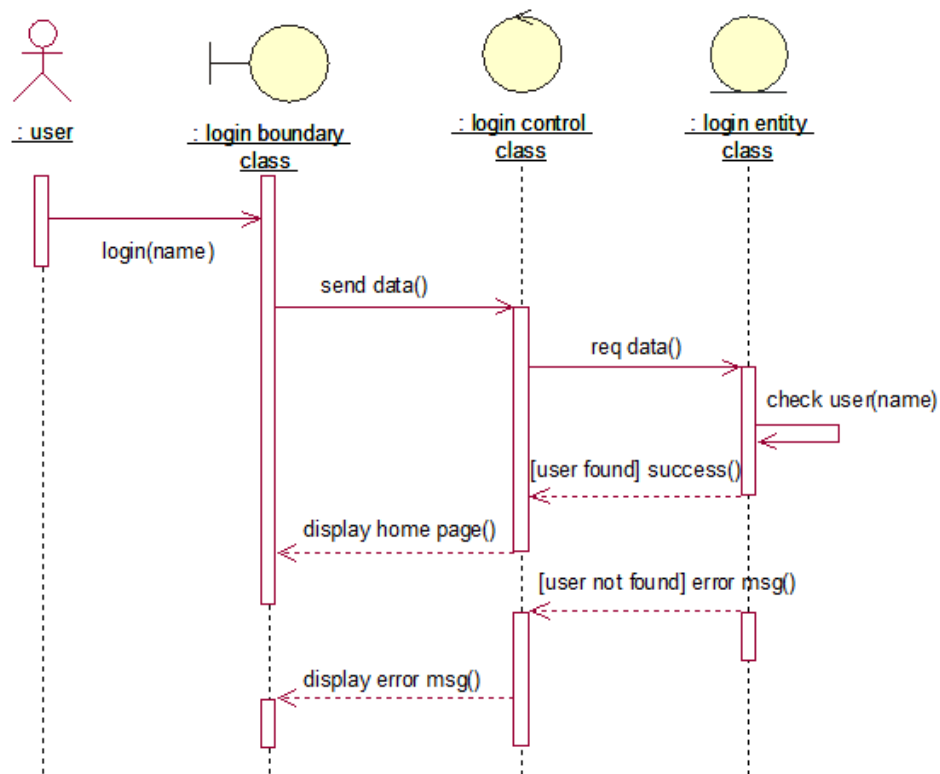 : user
: login boundary
class
: login control
class
: login entity
class
login(name)
send data()
req data()
check user(name)
[user found] success()
display home page()
[user not found] error msg()
display error msg()